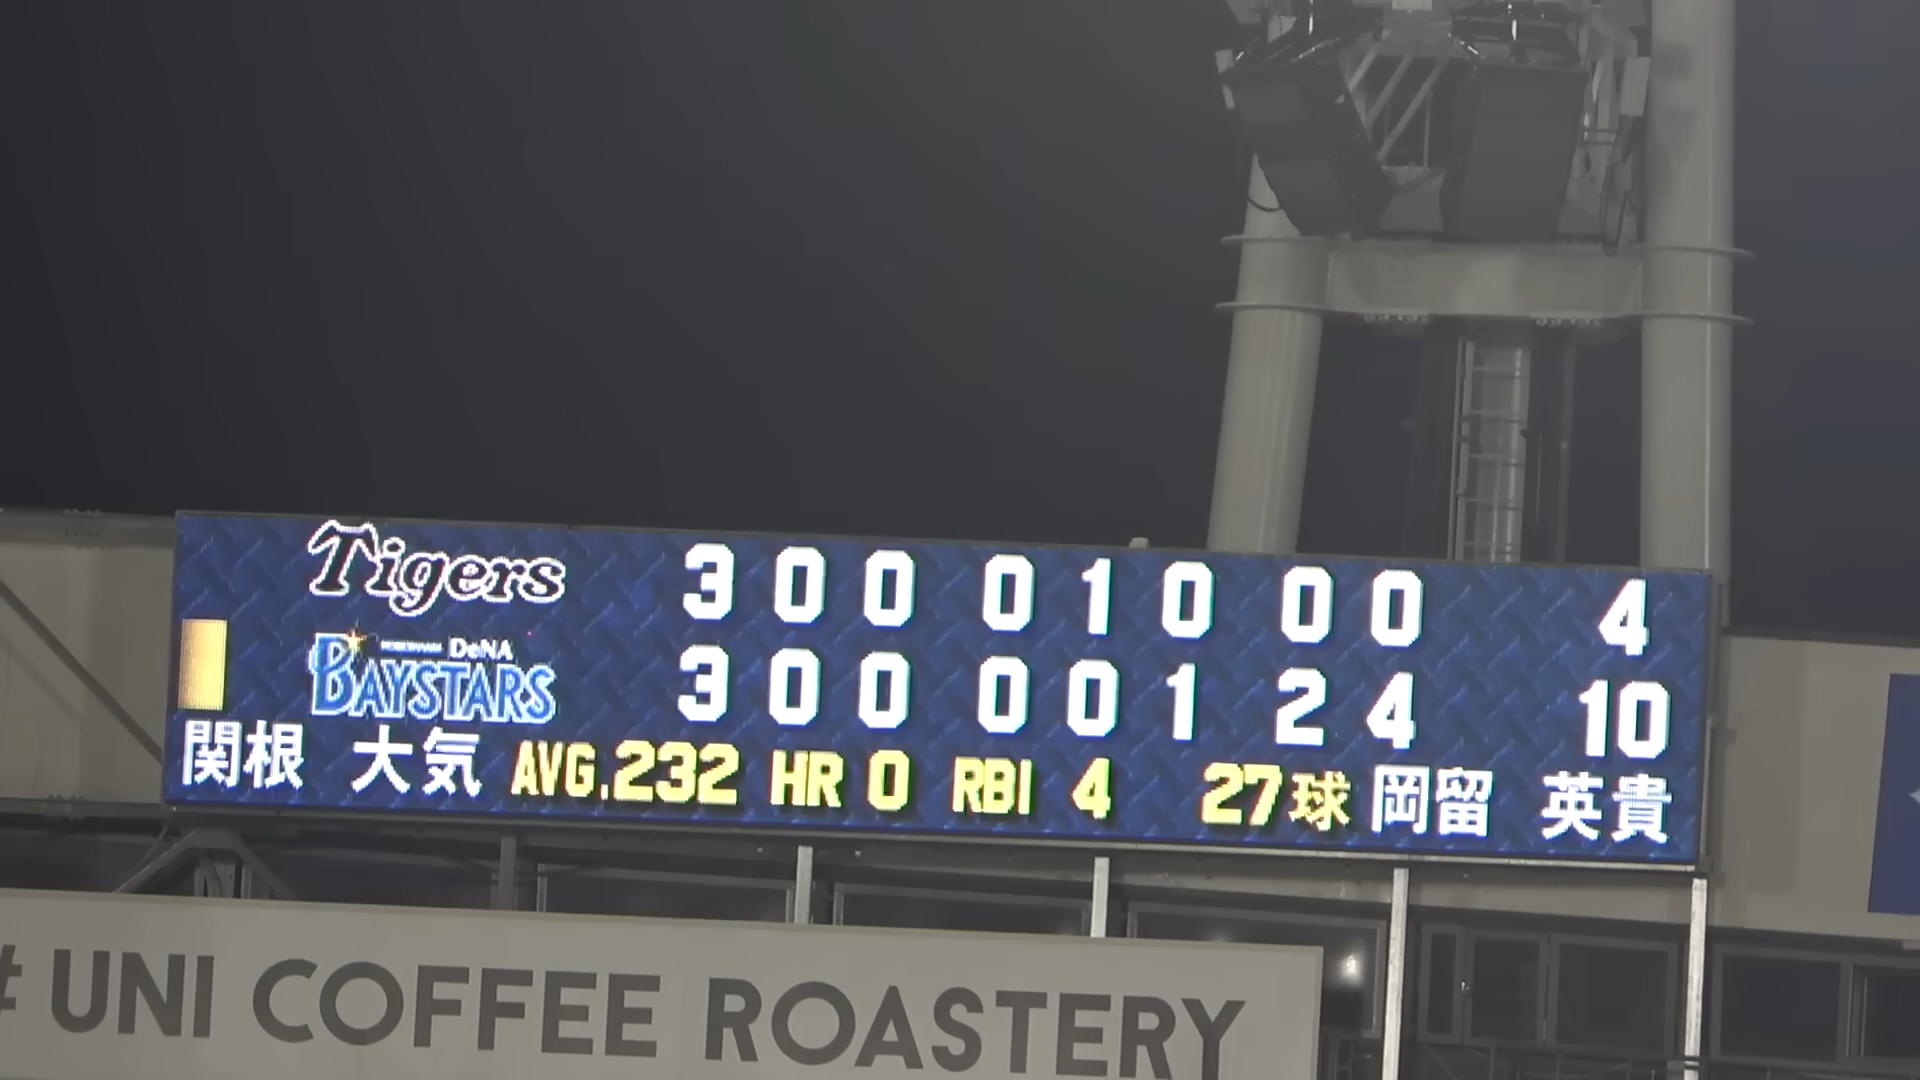 Tigers 3 0 0 0 1 0 0 0 4
DeNA
BAYSTARS 3 0 0 0 0 1 2 4 10
関根 大気 AVG.232 HR 0 RBI 4 27球 岡留 英貴
# UNI COFFEE ROASTERY